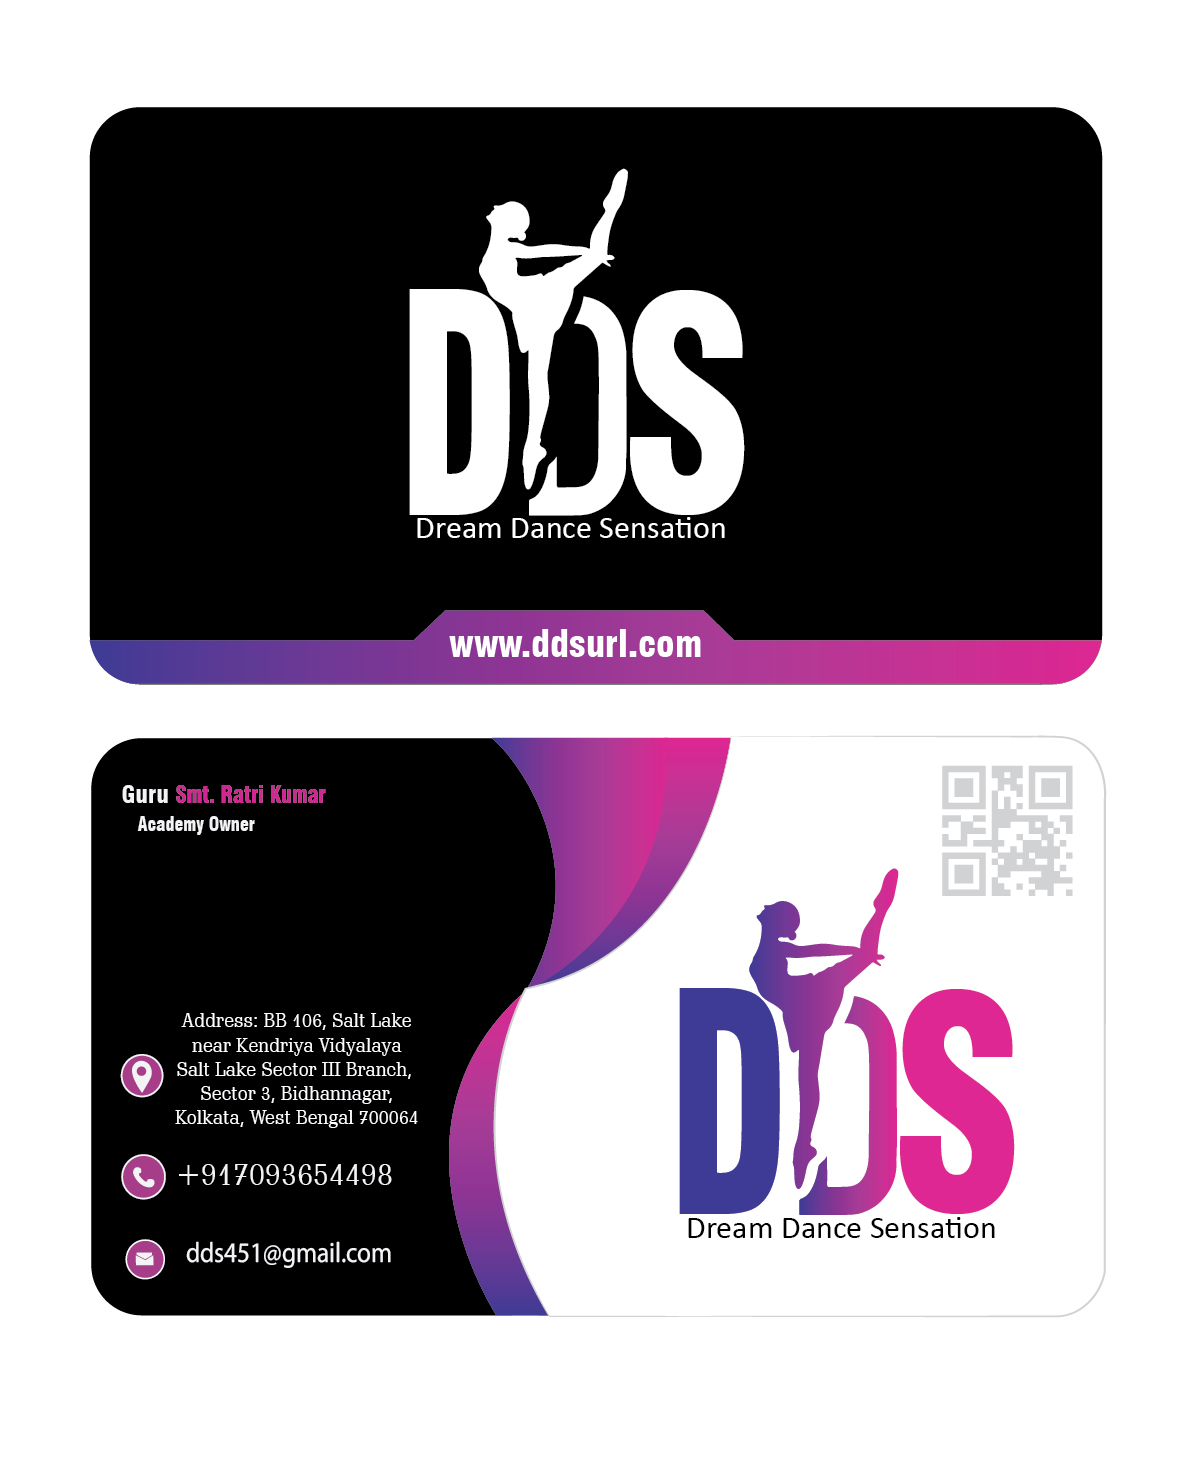 DDS
Dream Dance Sensation
www.ddsurl.com
Guru Smt. Ratri Kumar
Academy Owner
Address: BB 106, Salt Lake
near Kendriya Vidyalaya
Salt Lake Sector III Branch,
Sector 3, Bidhannagar,
Kolkata, West Bengal 700064
+917093654498
dds451@gmail.com
DDS
Dream Dance Sensation